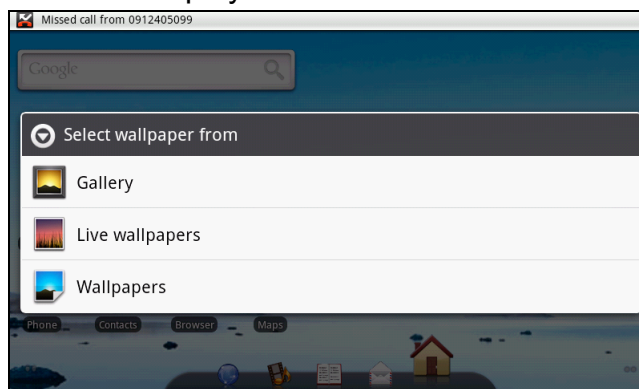 Missed call from 0912405099
Google
Select wallpaper from
Gallery
Live wallpapers
Wallpapers
Phone Contacts Browser Maps